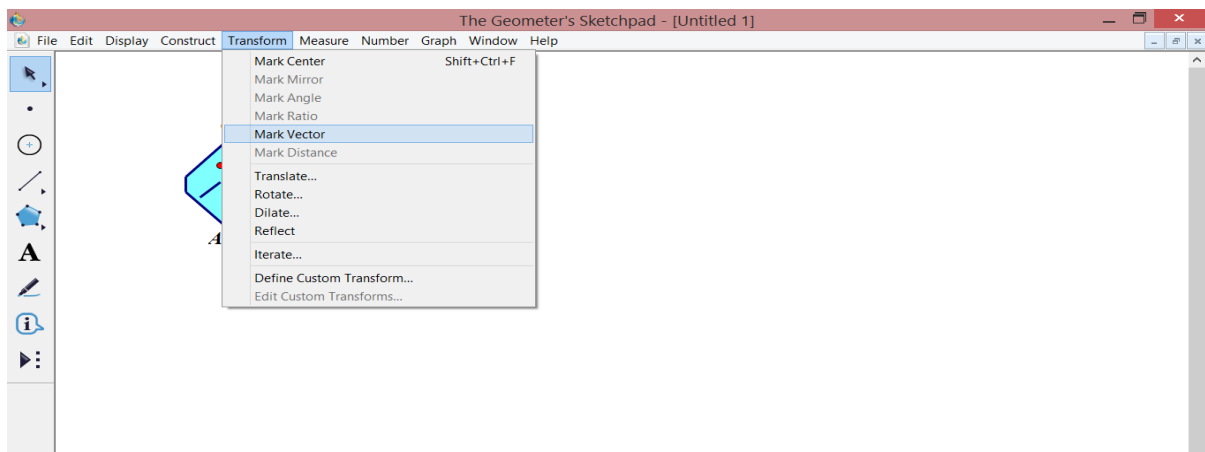 The Geometer's Sketchpad - [Untitled 1]
File Edit Display Construct Transform Measure Number Graph Window Help
Mark Center Shift+Ctrl+F
Mark Mirror
Mark Angle
Mark Ratio
Mark Vector
Mark Distance
Translate...
Rotate...
Dilate...
Reflect
Iterate...
Define Custom Transform...
Edit Custom Transforms...
A
A